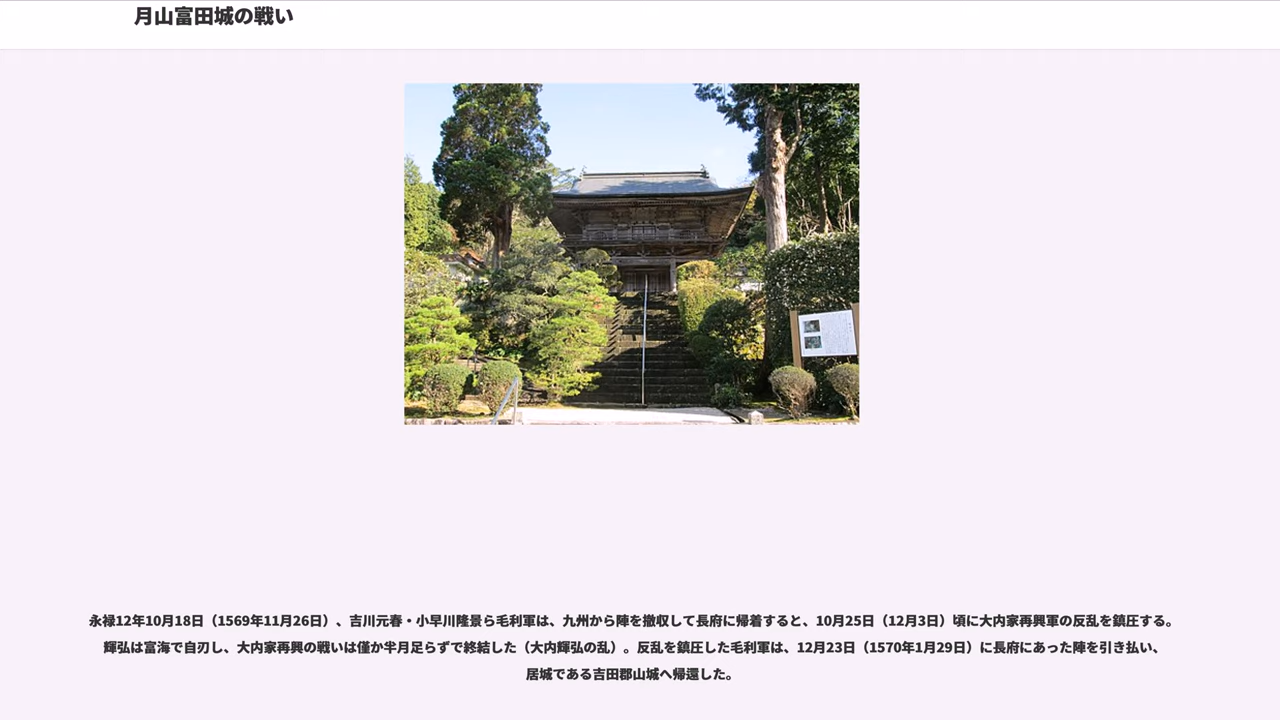 月山富田城の戦い
永禄12年10月18日（1569年11月26日）、吉川元春・小早川隆景ら毛利軍は、九州から陣を撤収して長府に帰着すると、10月25日（12月3日）頃に大内家再興軍の反乱を鎮圧する。
輝弘は富海で自刃し、大内家再興の戦いは僅か半月足らずで終結した（大内輝弘の乱）。反乱を鎮圧した毛利軍は、12月23日（1570年1月29日）に長府にあった陣を引き払い、
居城である吉田郡山城へ帰還した。